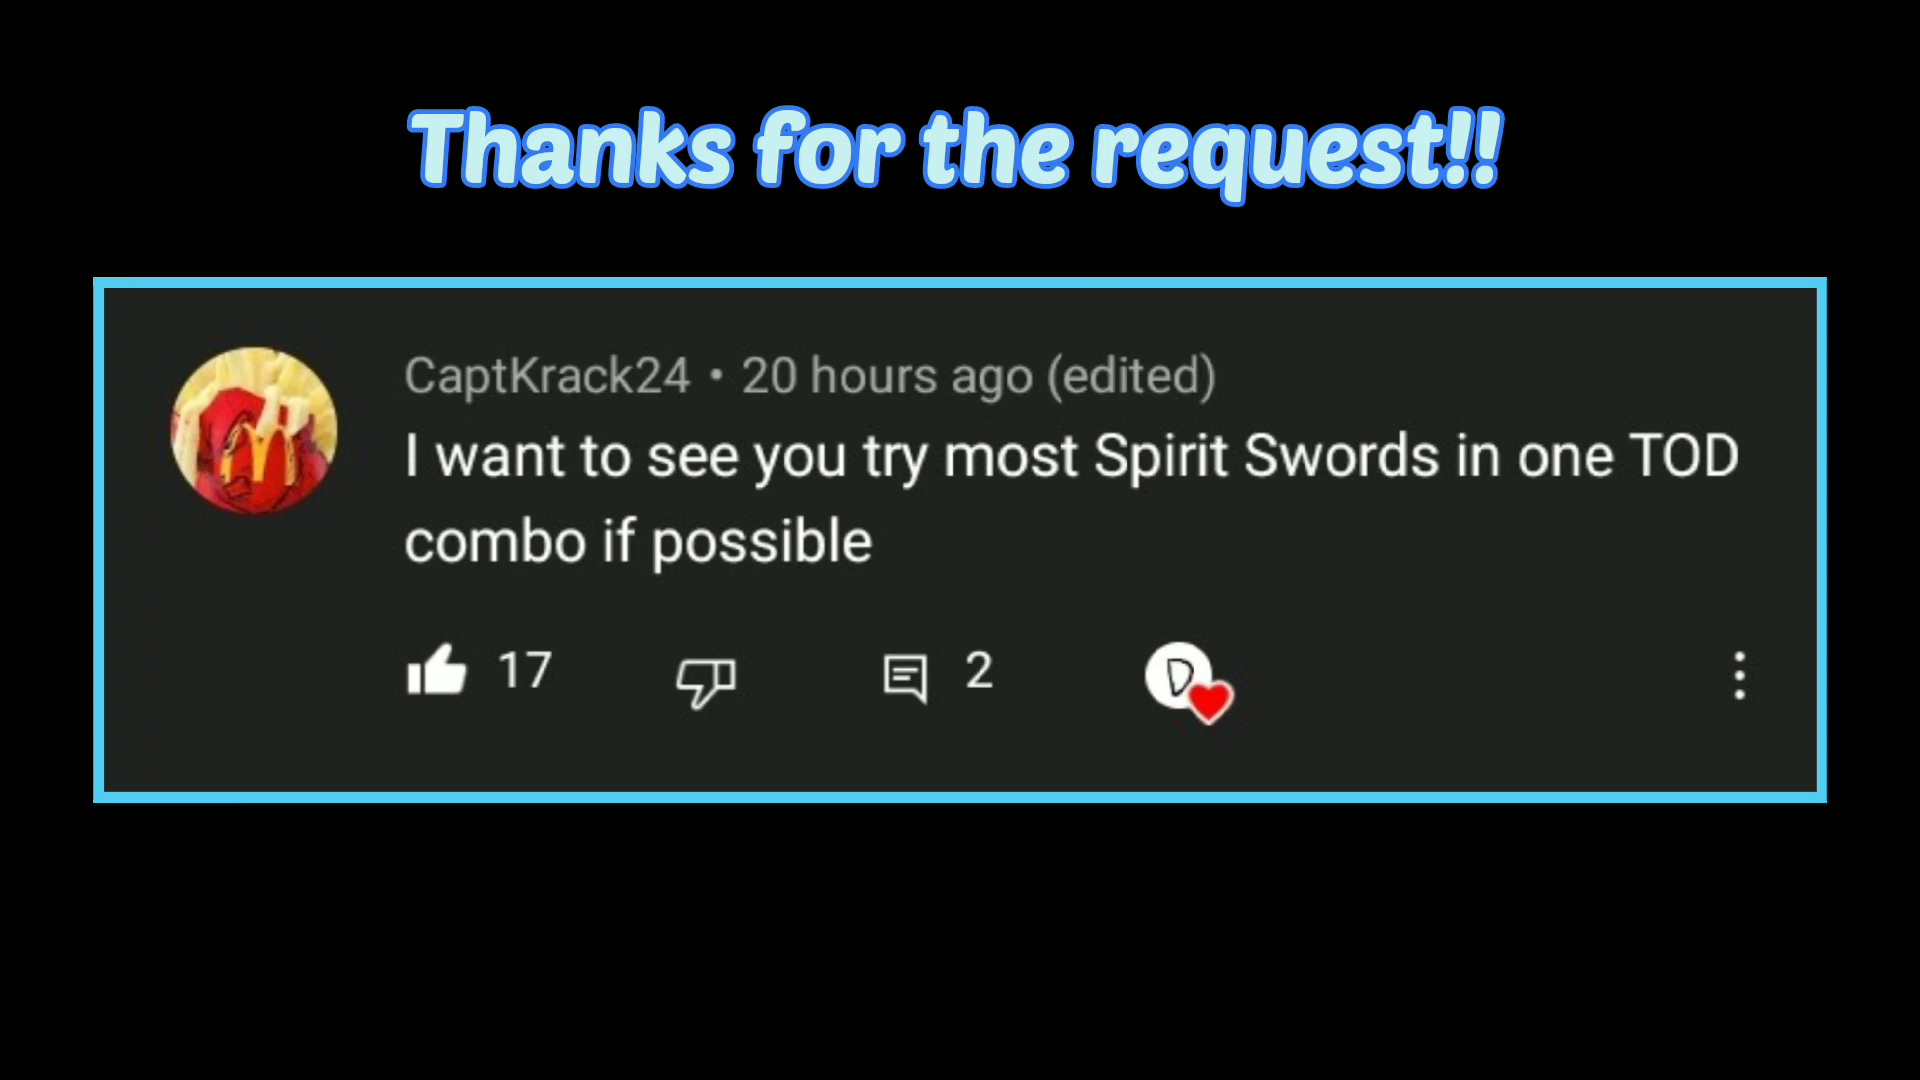 Thanks for the request!!
CaptKrack24 • 20 hours ago (edited)
I want to see you try most Spirit Swords in one TOD
combo if possible
17 2 D